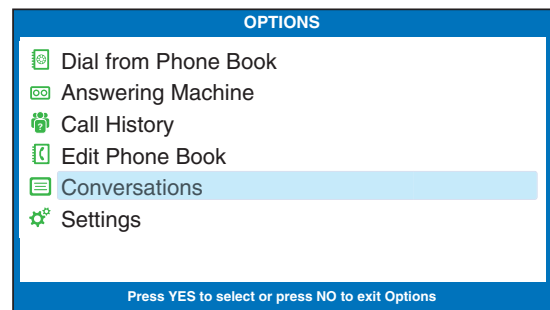 OPTIONS
Dial from Phone Book
Answering Machine
Call History
Edit Phone Book
Conversations
Settings
Press YES to select or press NO to exit Options